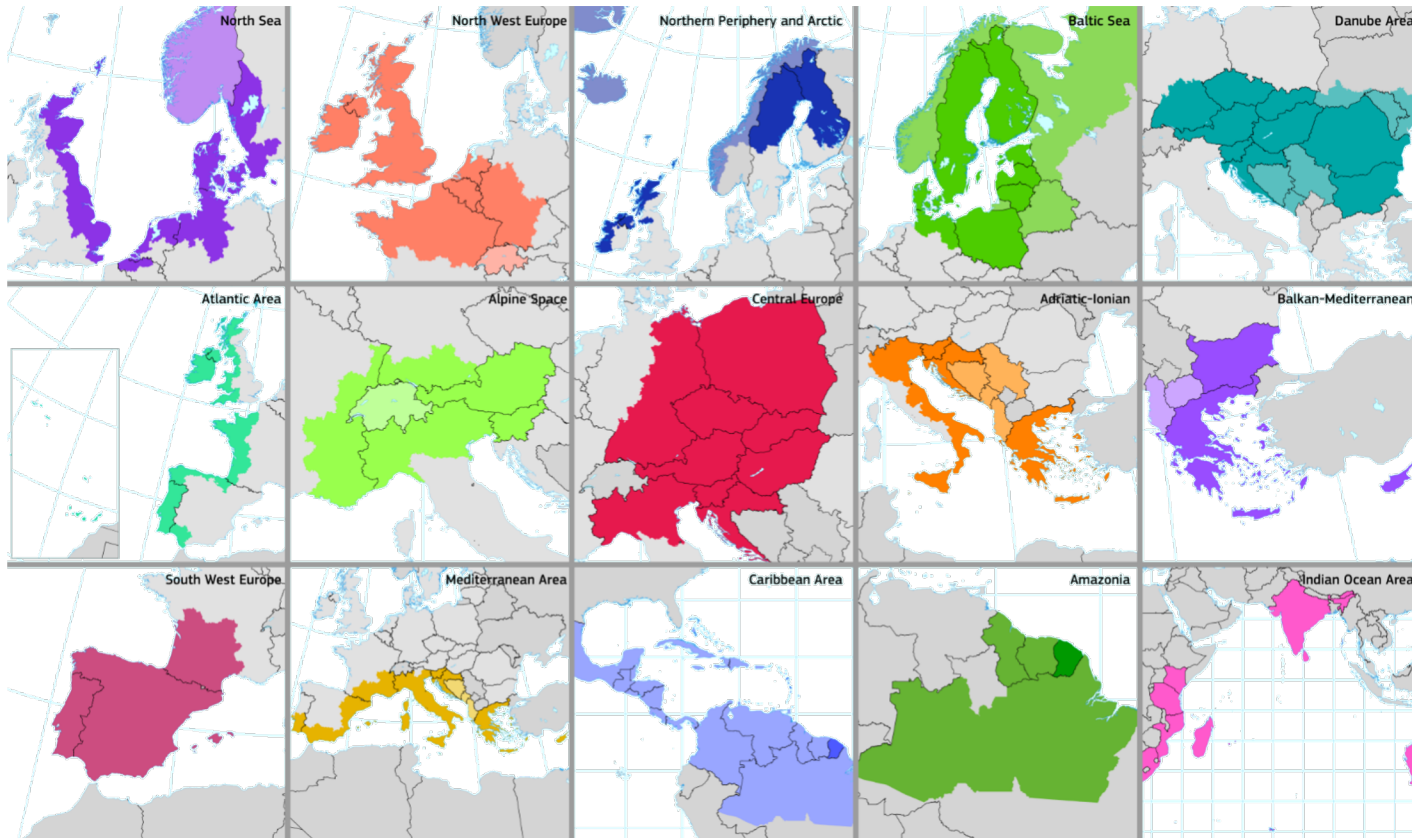 North Sea
North West Europe
Northern Periphery and Arctic
Baltic Sea
Danube Area
Atlantic Area
Alpine Space
Central Europe
Adriatic-Ionian
Balkan-Mediterranean
South West Europe
Mediterranean Area
Caribbean Area
Amazonia
Indian Ocean Area